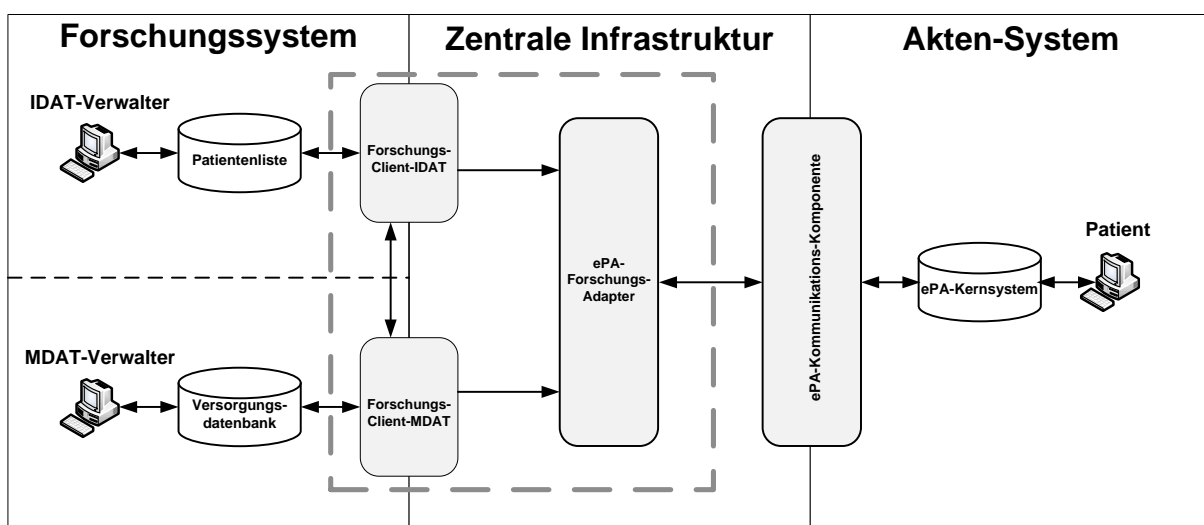 Forschungssystem
Zentrale Infrastruktur
Akten-System
IDAT-Verwalter
Patientenliste
Forschungs-
Client-IDAT
ePA-
Forschungs-
Adapter
ePA-Kommunikations-Komponente
ePA-Kernsystem
Patient
MDAT-Verwalter
Versorgungs-
datenbank
Forschungs-
Client-MDAT